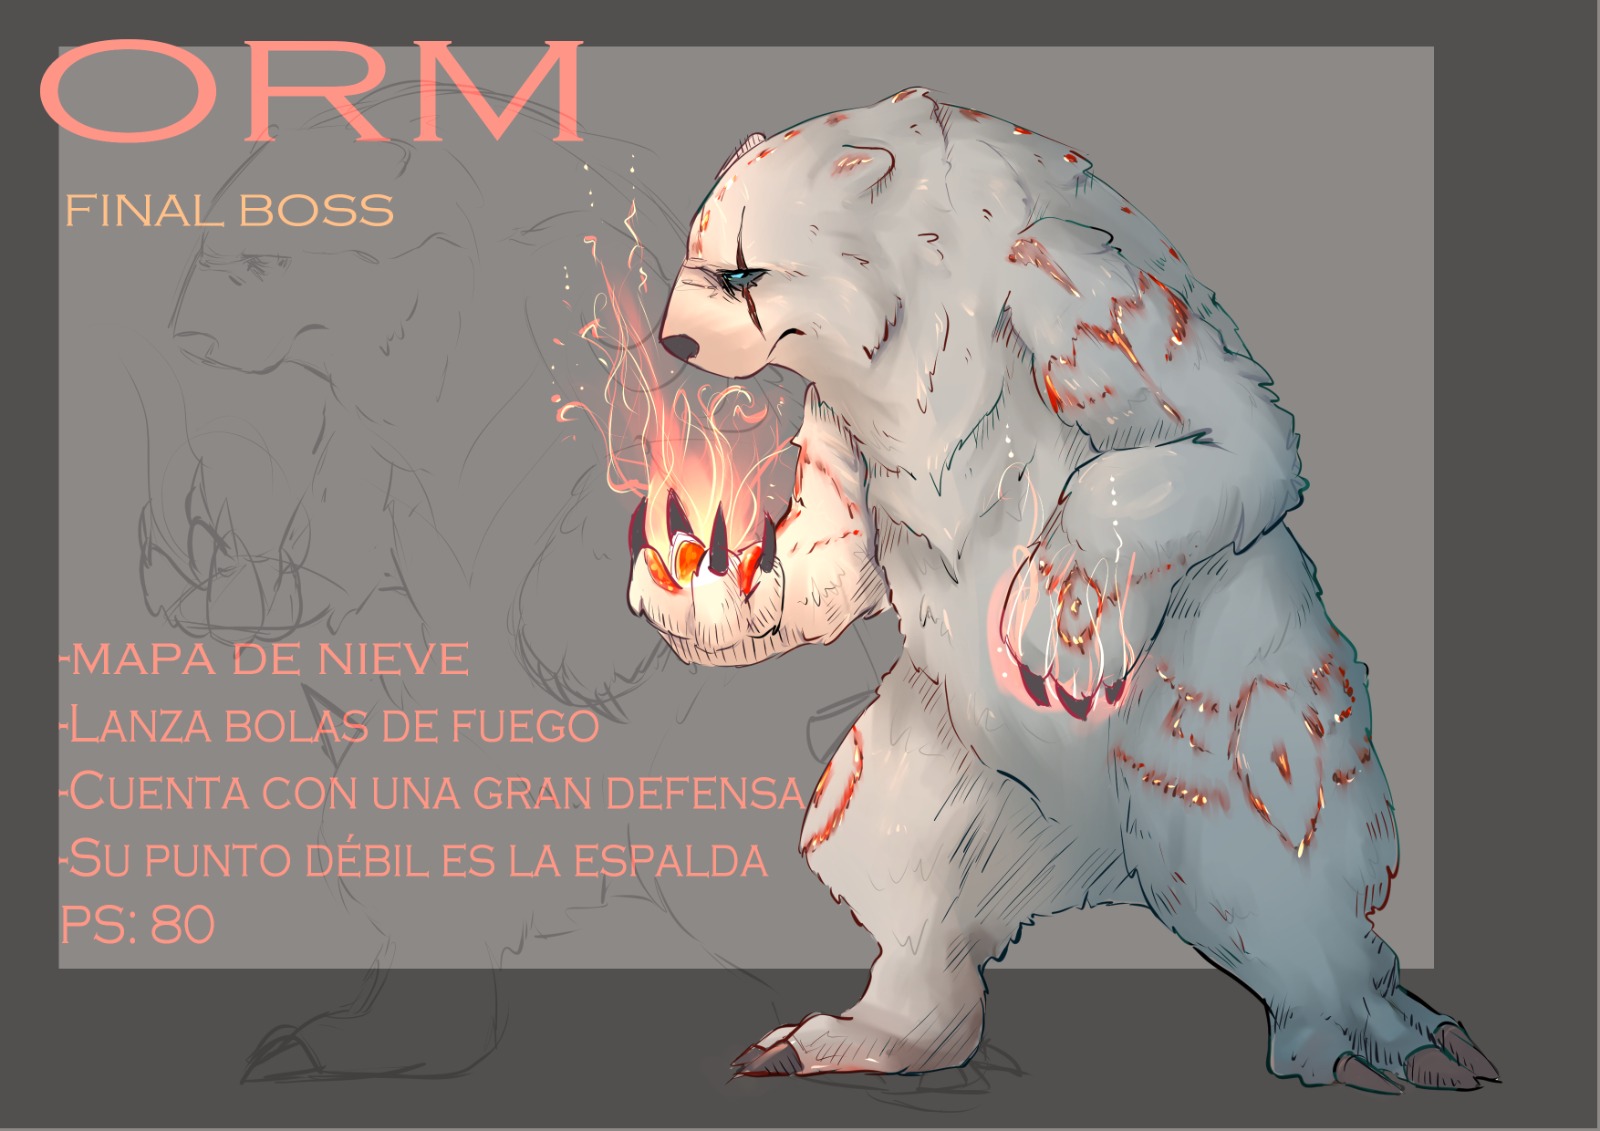 ORM
FINAL BOSS
-MAPA DE NIEVE
-LANZA BOLAS DE FUEGO
-CUENTA CON UNA GRAN DEFENSA
-SU PUNTO DÉBIL ES LA ESPALDA
PS: 80